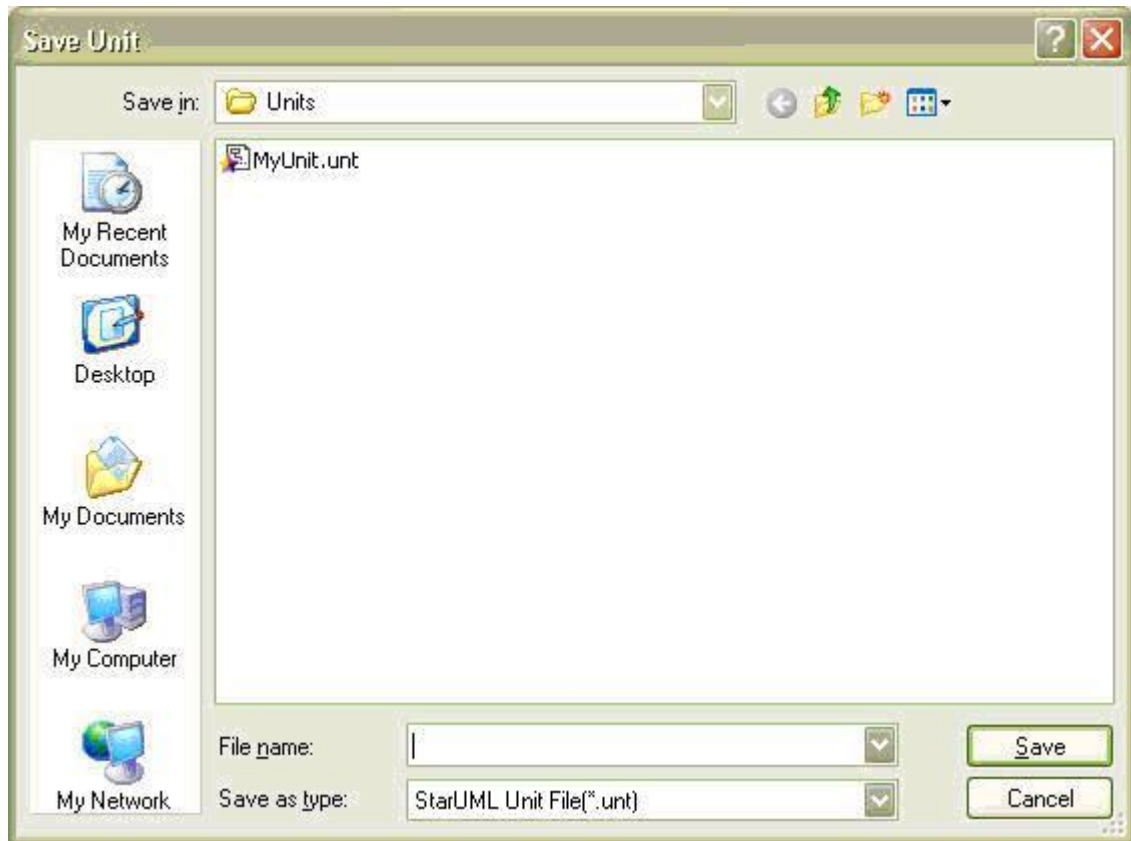 Save Unit
Save in:
Units
MyUnit.unt
My Recent
Documents
Desktop
My Documents
My Computer
My Network
File name:
Save
Save as type:
StarUML Unit File(*.unt)
Cancel